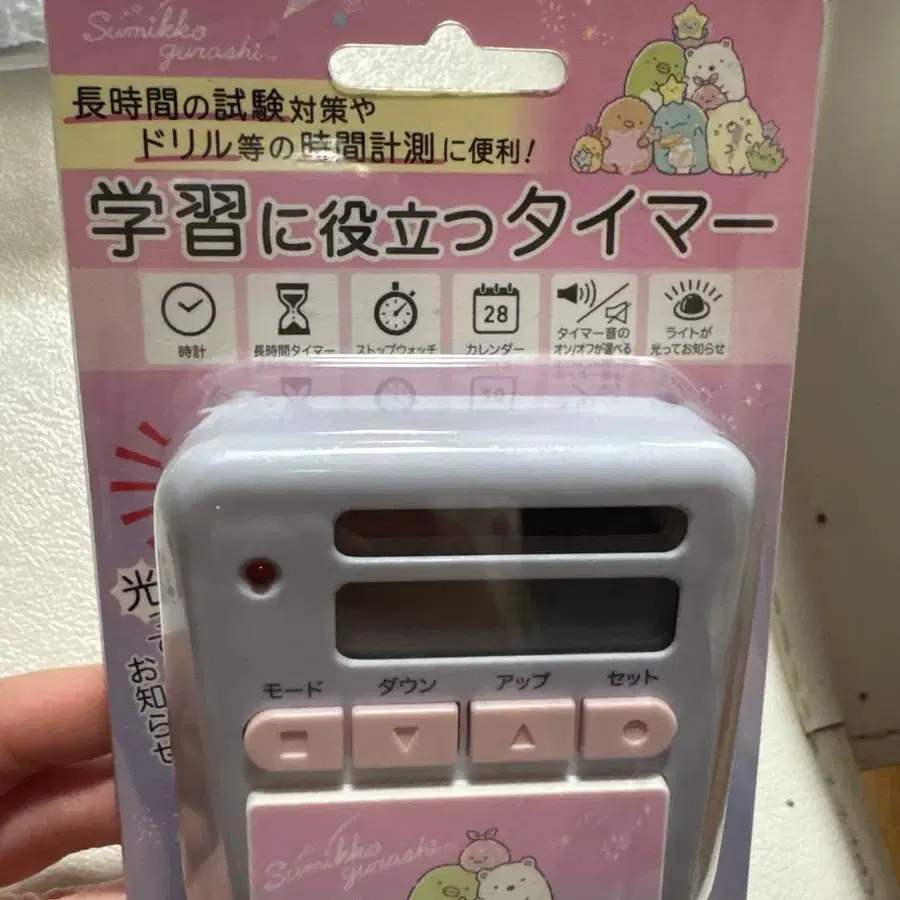 Sumikko
gurashi
長時間の試験対策や
ドリル等の時間計測に便利!
学習に役立つタイマー
時計
長時間タイマー
ストップウォッチ
28
カレンダー
タイマー音の
オン/オフが選べる
ライトが
光ってお知らせ
光って
お知らせ
モード
ダウン
アップ
セット
Sumikko
gurashi